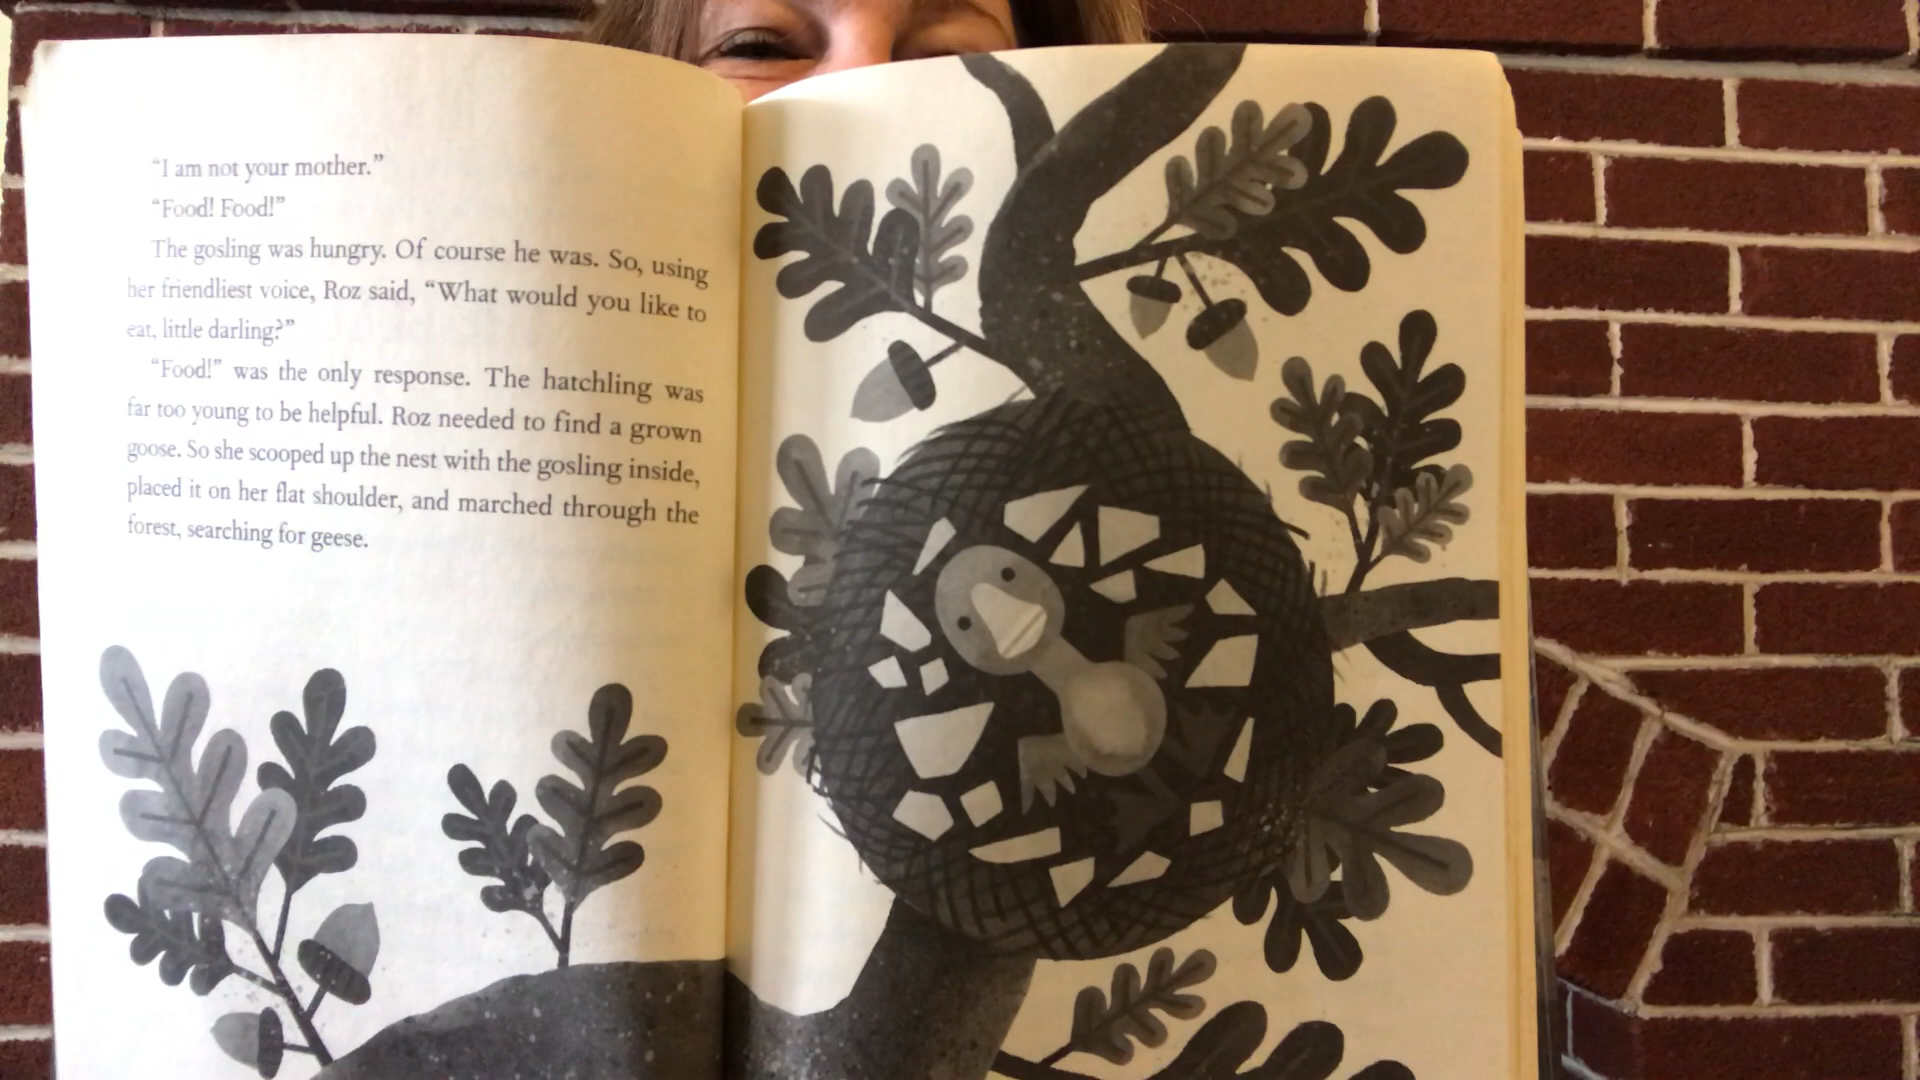 “I am not your mother.”
“Food! Food!”
The gosling was hungry. Of course he was. So, using
her friendliest voice, Roz said, “What would you like to
eat, little darling?”
“Food!” was the only response. The hatchling was
far too young to be helpful. Roz needed to find a grown
goose. So she scooped up the nest with the gosling inside,
placed it on her flat shoulder, and marched through the
forest, searching for geese.